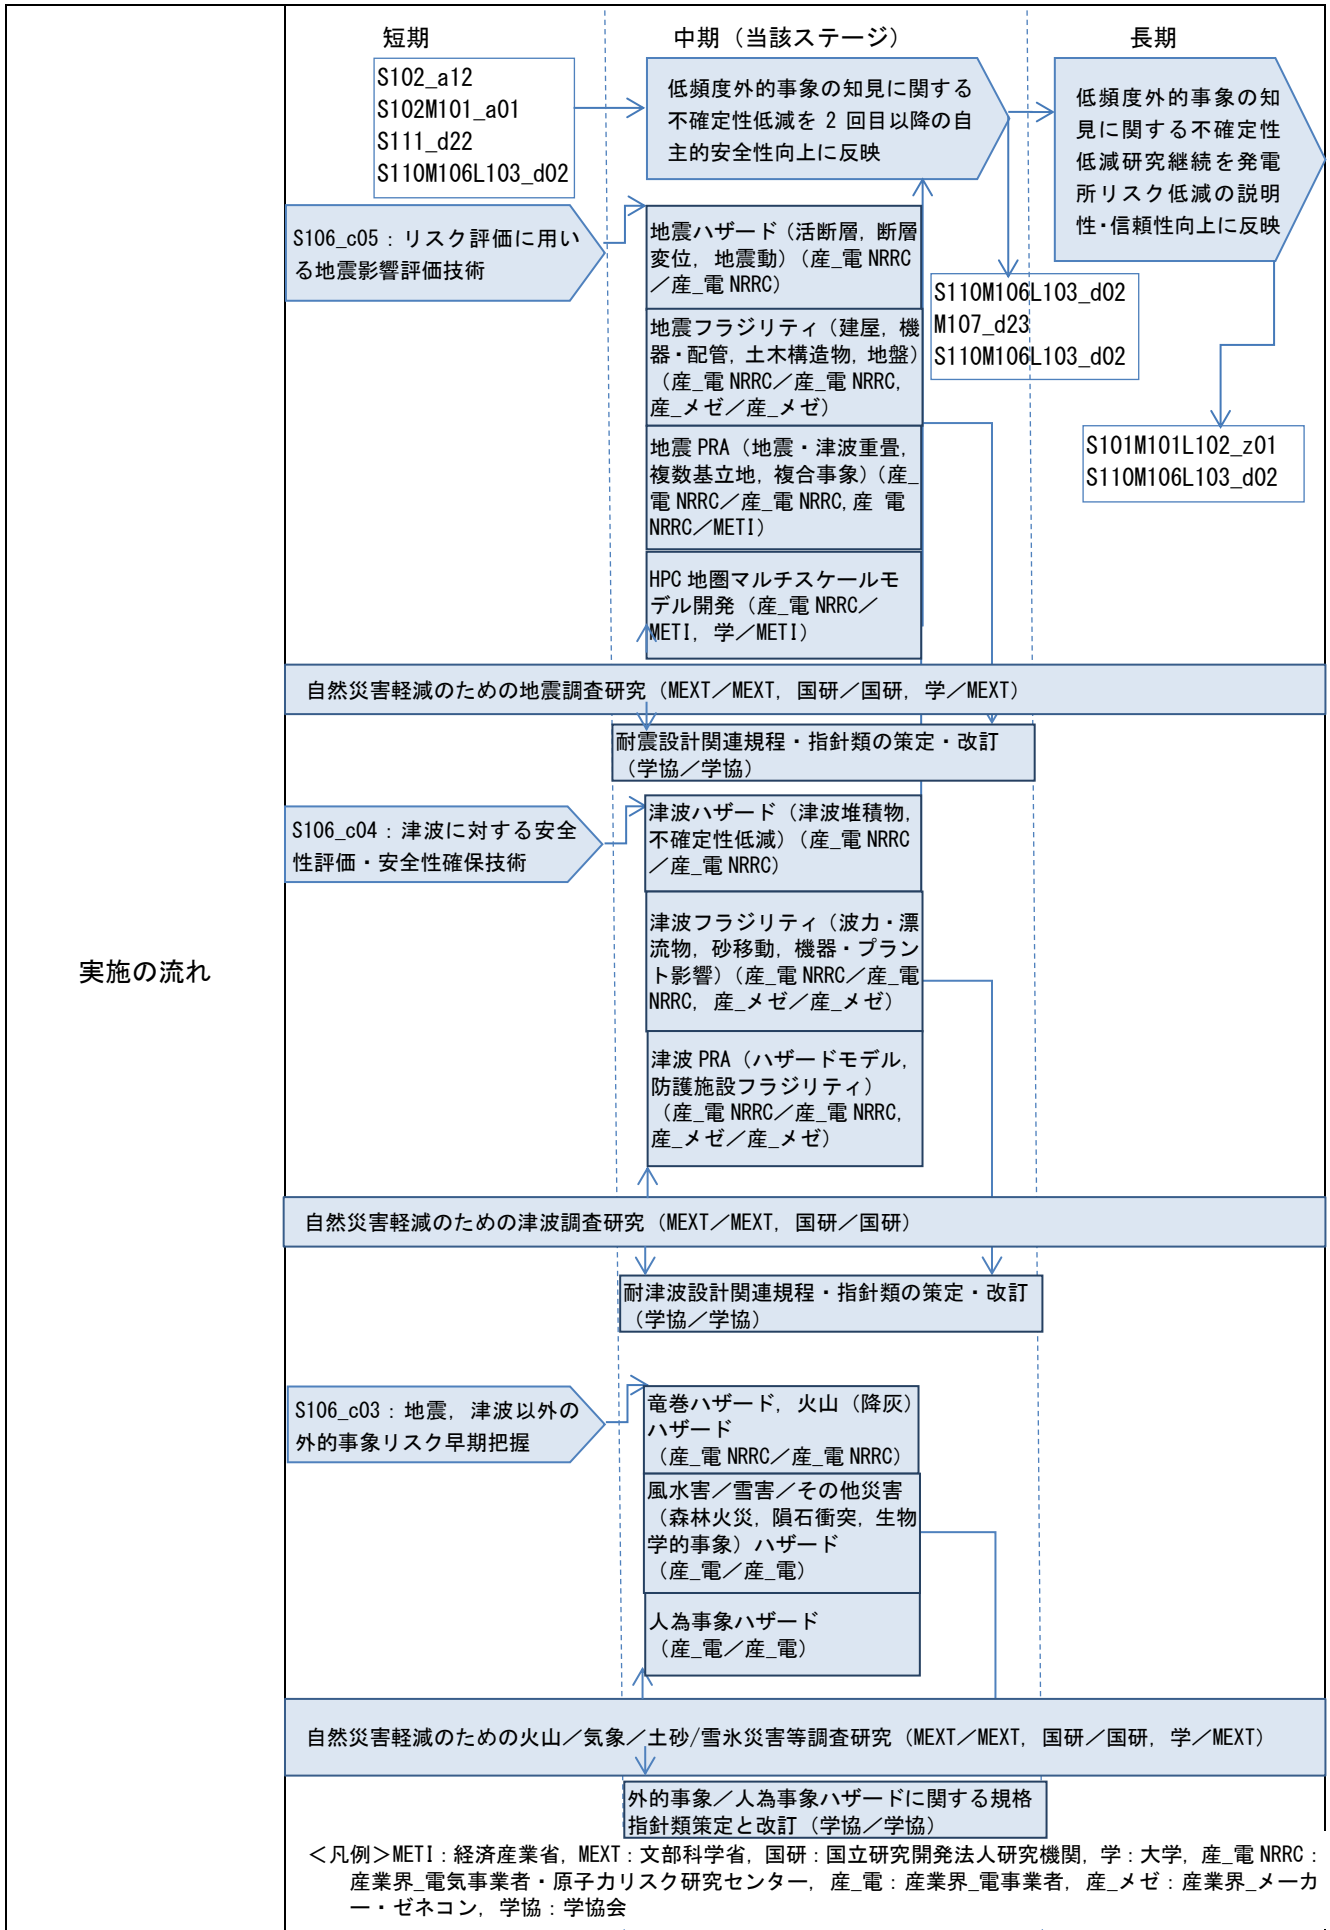 実施の流れ
短期
中期（当該ステージ）
長期
S102_a12
S102M101_a01
S111_d22
S110M106L103_d02
低頻度外的事象の知見に関する
不確定性低減を 2 回目以降の自
主的安全性向上に反映
低頻度外的事象の知
見に関する不確定性
低減研究継続を発電
所リスク低減の説明
性・信頼性向上に反映
S106_c05：リスク評価に用い
る地震影響評価技術
地震ハザード（活断層，断層
変位，地震動）（産_電 NRRC
／産_電 NRRC）
S110M106L103_d02
M107_d23
S110M106L103_d02
地震フラジリティ（建屋，機
器・配管，土木構造物，地盤）
（産_電 NRRC／産_電 NRRC，
産_メゼ／産_メゼ）
地震 PRA（地震・津波重畳，
複数基立地，複合事象）（産_
電 NRRC／産_電 NRRC，産 電
NRRC／METI）
S101M101L102_z01
S110M106L103_d02
HPC 地圏マルチスケールモ
デル開発（産_電 NRRC／
METI，学／METI）
自然災害軽減のための地震調査研究（MEXT／MEXT，国研／国研，学／MEXT）
耐震設計関連規程・指針類の策定・改訂
（学協／学協）
S106_c04：津波に対する安全
性評価・安全性確保技術
津波ハザード（津波堆積物，
不確定性低減）（産_電 NRRC
／産_電 NRRC）
津波フラジリティ（波力・漂
流物，砂移動，機器・プラン
ト影響）（産_電 NRRC／産_電
NRRC，産_メゼ／産_メゼ）
津波 PRA（ハザードモデル，
防護施設フラジリティ）
（産_電 NRRC／産_電 NRRC，
産_メゼ／産_メゼ）
自然災害軽減のための津波調査研究（MEXT／MEXT，国研／国研）
耐津波設計関連規程・指針類の策定・改訂
（学協／学協）
S106_c03：地震，津波以外の
外的事象リスク早期把握
竜巻ハザード，火山（降灰）
ハザード
（産_電 NRRC／産_電 NRRC）
風水害／雪害／その他災害
（森林火災，隕石衝突，生物
学的事象）ハザード
（産_電／産_電）
人為事象ハザード
（産_電／産_電）
自然災害軽減のための火山／気象／土砂/雪氷災害等調査研究（MEXT／MEXT，国研／国研，学／MEXT）
外的事象／人為事象ハザードに関する規格
指針類策定と改訂（学協／学協）
＜凡例＞METI：経済産業省，MEXT：文部科学省，国研：国立研究開発法人研究機関，学：大学，産_電 NRRC：
産業界_電気事業者・原子力リスク研究センター，産_電：産業界_電事業者，産_メゼ：産業界_メーカ
ー・ゼネコン，学協：学協会